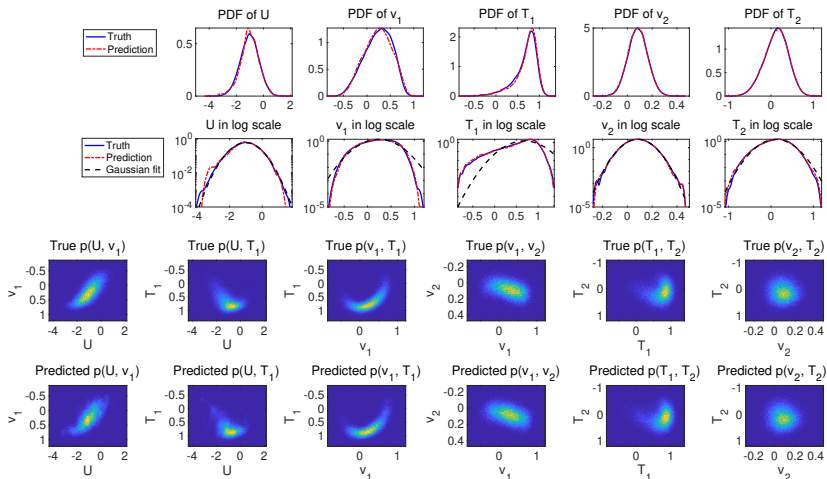 PDF of U
PDF of v1
PDF of T1
PDF of v2
PDF of T2
Truth
Prediction
0.5
0
-4 -2 0 2
1
0
-0.5 0 0.5 1
2
1
0
-0.5 0 0.5 1
5
0
-0.2 0 0.2 0.4
1
0
-1 0 1
U in log scale
v1 in log scale
T1 in log scale
v2 in log scale
T2 in log scale
Truth
Prediction
Gaussian fit
10^0
10^-2
10^-4
-4 -2 0
10^0
10^-5
-0.5 0 0.5 1
10^0
10^-5
-0.5 0 0.5 1
10^0
10^-5
-0.2 0 0.2 0.4
10^0
10^-5
-1 0 1
True p(U, v1)
True p(U, T1)
True p(v1, T1)
True p(v1, v2)
True p(T1, T2)
True p(v2, T2)
v1
-0.5
0.5
1
-4 -2 0 2
U
T1
-0.5
0.5
1
-4 -2 0 2
U
T1
-0.5
0.5
1
0 1
v1
v2
0
0.2
0.4
0 1
v1
T2
-1
0
1
0 1
T1
T2
-1
0
1
0 0.2 0.4
v2
Predicted p(U, v1)
Predicted p(U, T1)
Predicted p(v1, T1)
Predicted p(v1, v2)
Predicted p(T1, T2)
Predicted p(v2, T2)
v1
-0.5
0.5
1
-4 -2 0 2
U
T1
-0.5
0.5
1
-4 -2 0 2
U
T1
-0.5
0.5
1
0 1
v1
v2
0
0.2
0.4
0 1
v1
T2
-1
0
1
0 1
T1
T2
-1
0
1
0 0.2 0.4
v2